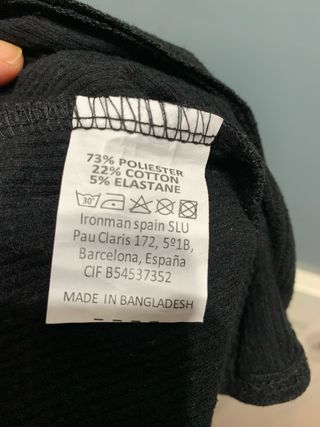 73% POLIESTER
22% COTTON
5% ELASTANE
30°
Ironman spain SLU
Pau Claris 172, 5º1B,
Barcelona, España
CIF B54537352
MADE IN BANGLADESH